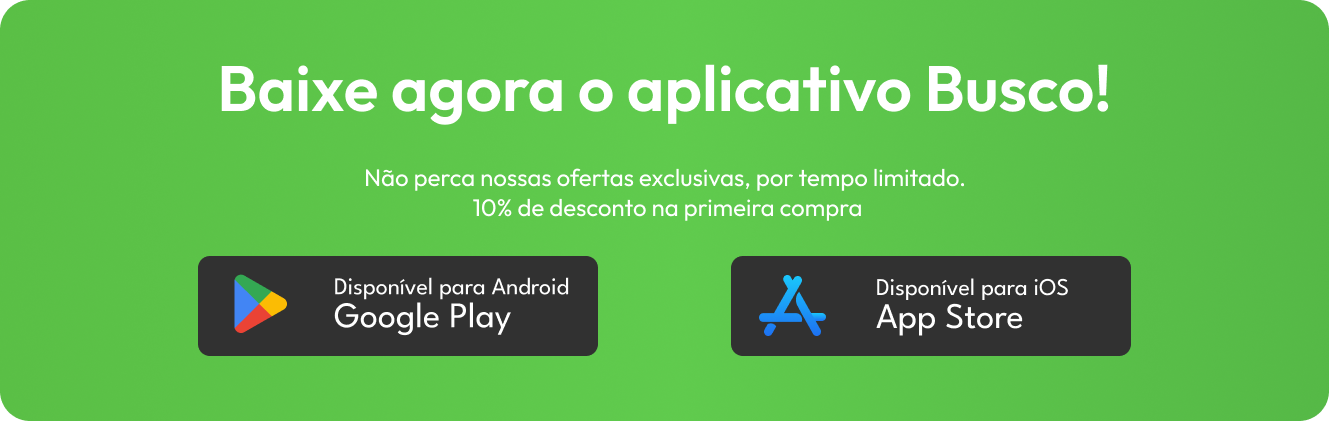 Baixe agora o aplicativo Busco!
Não perca nossas ofertas exclusivas, por tempo limitado.
10% de desconto na primeira compra
Disponível para Android
Google Play
Disponível para iOS
App Store